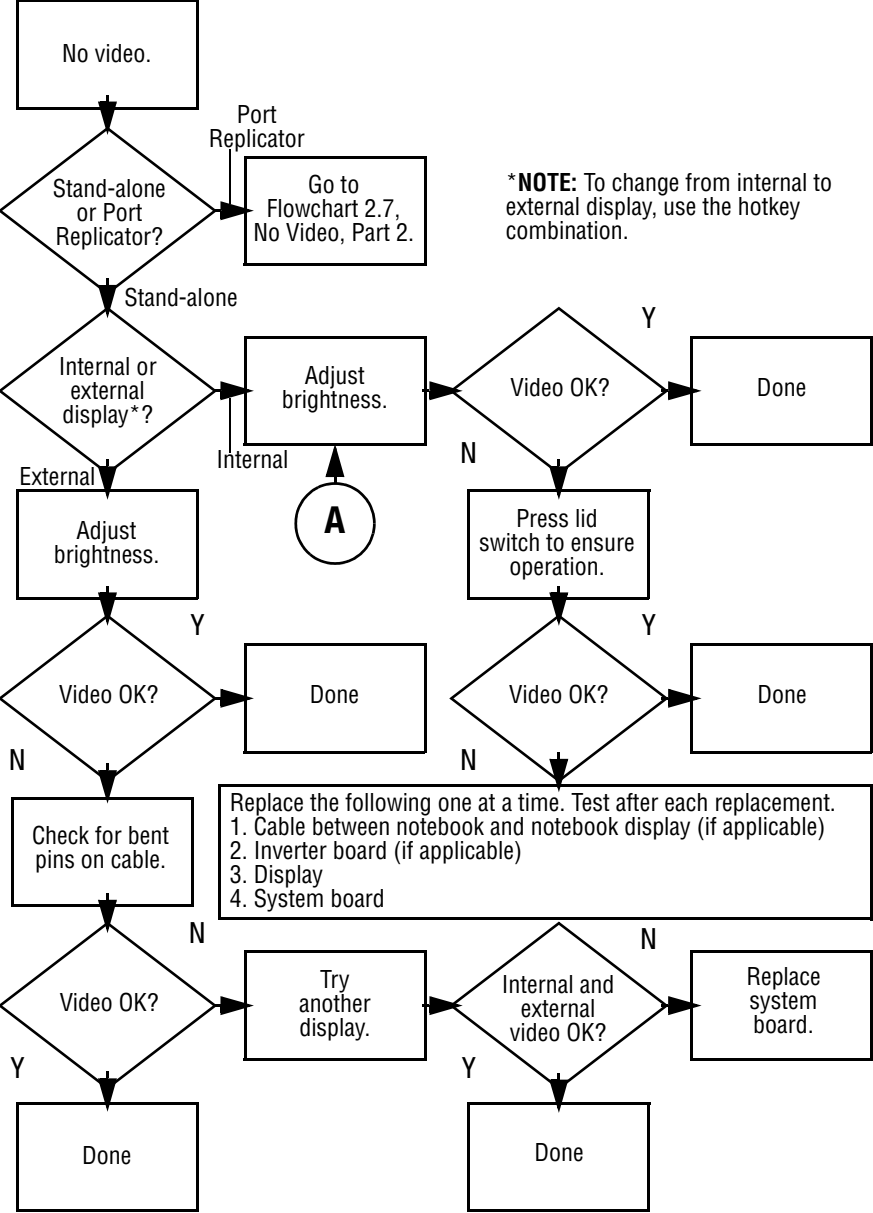 No video.
Port
Replicator
Stand-alone
or Port
Replicator?
Go to
Flowchart 2.7,
No Video, Part 2.
*NOTE: To change from internal to
external display, use the hotkey
combination.
Stand-alone
Internal or
external
display*?
Internal
External
Adjust
brightness.
A
Video OK?
Y
Done
N
Press lid
switch to ensure
operation.
Video OK?
Y
Done
N
Replace the following one at a time. Test after each replacement.
1. Cable between notebook and notebook display (if applicable)
2. Inverter board (if applicable)
3. Display
4. System board
Adjust
brightness.
Video OK?
Y
Done
N
Check for bent
pins on cable.
Video OK?
N
Try
another
display.
Internal and
external
video OK?
N
Replace
system
board.
Y
Done
Y
Done